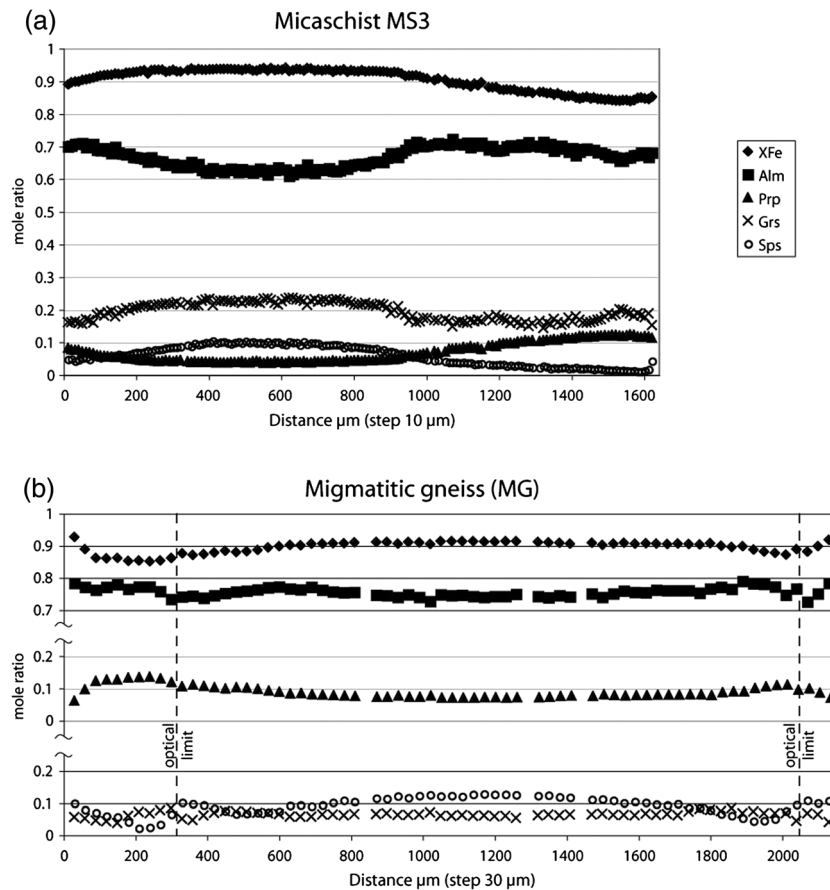 (a)
Micaschist MS3
1
0.9
0.8
0.7
0.6
0.5
0.4
0.3
0.2
0.1
0
mole ratio
0 200 400 600 800 1000 1200 1400 1600
Distance µm (step 10 µm)
XFe
Alm
Prp
Grs
Sps
(b)
Migmatitic gneiss (MG)
1
0.9
0.8
0.7
0.2
0.1
0
0.2
0.1
0
mole ratio
optical limit
optical limit
0 200 400 600 800 1000 1200 1400 1600 1800 2000
Distance µm (step 30 µm)